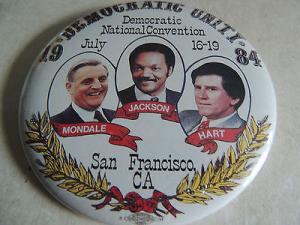 19 DEMOCRATIC UNITY 84
Democratic
National Convention
July 16-19
MONDALE
JACKSON
HART
San Francisco,
CA